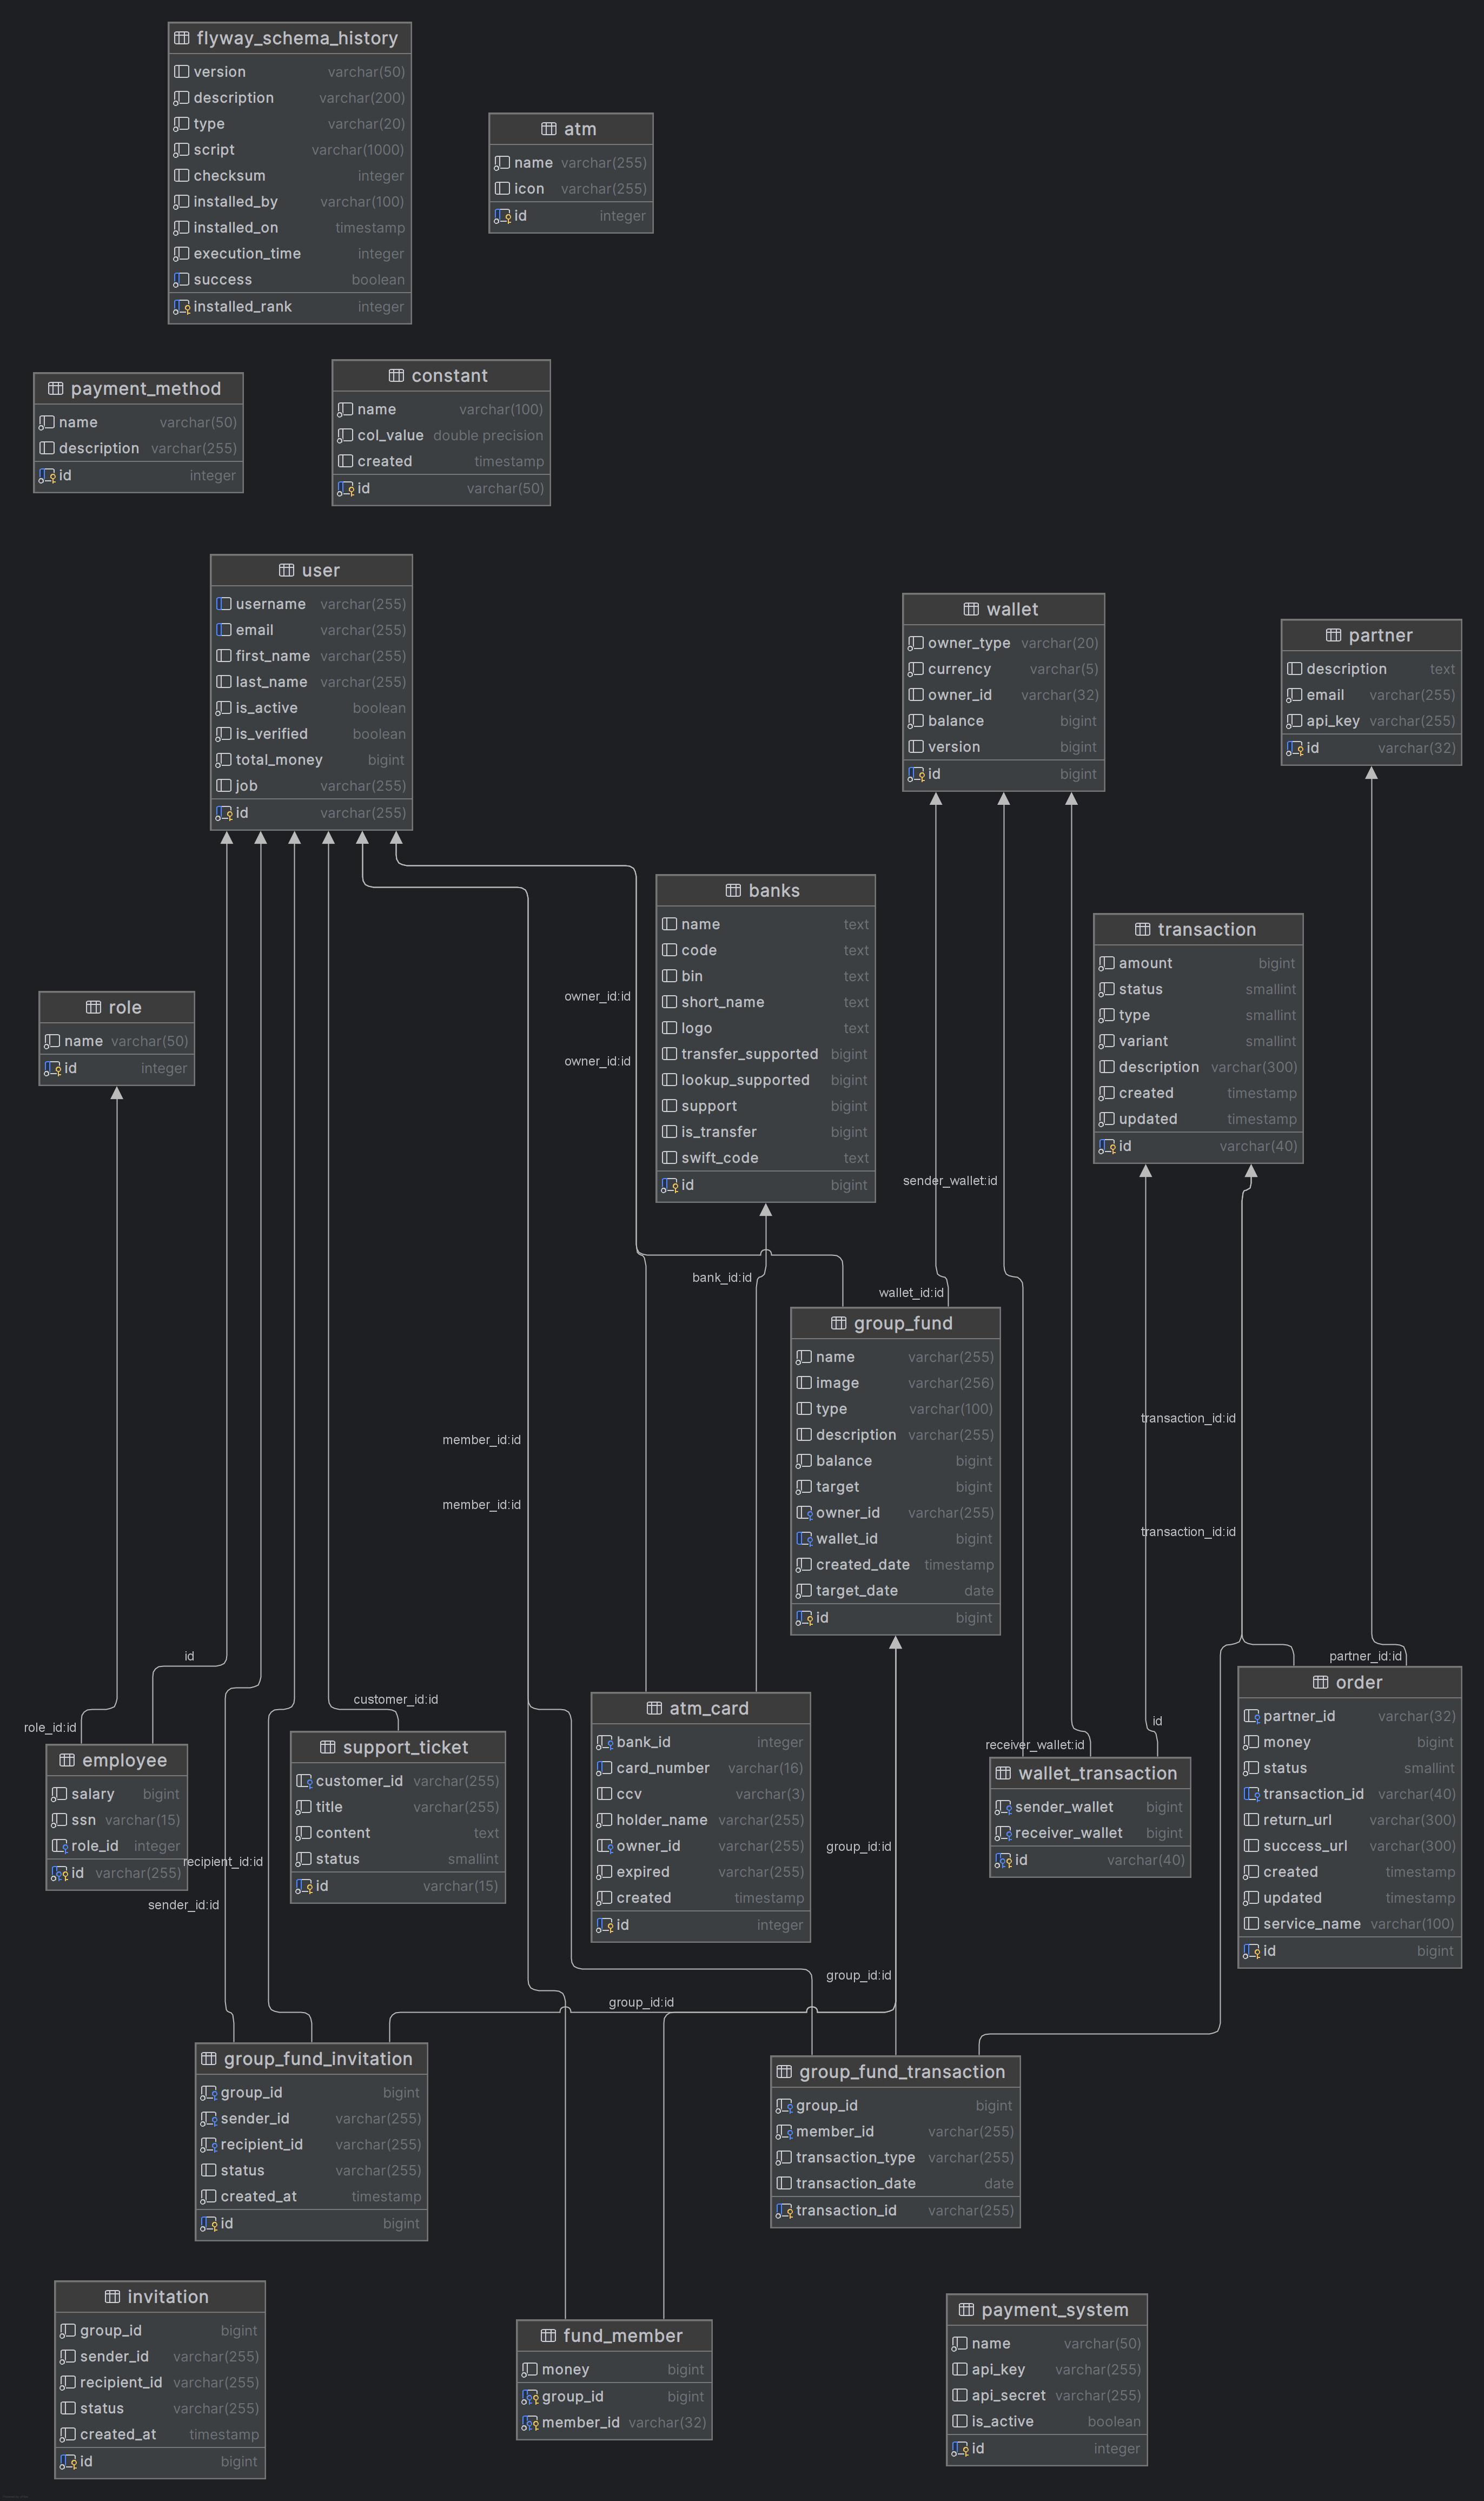 flyway_schema_history
version varchar(50)
description varchar(200)
type varchar(20)
script varchar(1000)
checksum integer
installed_by varchar(100)
installed_on timestamp
execution_time integer
success boolean
installed_rank integer
atm
name varchar(255)
icon varchar(255)
id integer
payment_method
name varchar(50)
description varchar(255)
id integer
constant
name varchar(100)
col_value double precision
created timestamp
id varchar(50)
user
username varchar(255)
email varchar(255)
first_name varchar(255)
last_name varchar(255)
is_active boolean
is_verified boolean
total_money bigint
job varchar(255)
id varchar(255)
wallet
owner_type varchar(20)
currency varchar(5)
owner_id varchar(32)
balance bigint
version bigint
id bigint
partner
description text
email varchar(255)
api_key varchar(255)
id varchar(32)
banks
name text
code text
bin text
short_name text
logo text
transfer_supported bigint
lookup_supported bigint
support bigint
is_transfer bigint
swift_code text
id bigint
transaction
amount bigint
status smallint
type smallint
variant smallint
description varchar(300)
created timestamp
updated timestamp
id varchar(40)
role
name varchar(50)
id integer
owner_id:id
owner_id:id
sender_wallet:id
bank_id:id
wallet_id:id
group_fund
name varchar(255)
image varchar(256)
type varchar(100)
description varchar(255)
balance bigint
target bigint
owner_id varchar(255)
wallet_id bigint
created_date timestamp
target_date date
id bigint
transaction_id:id
member_id:id
member_id:id
transaction_id:id
id
partner_id:id
customer_id:id
role_id:id
id
receiver_wallet:id
employee
salary bigint
ssn varchar(15)
role_id integer
id varchar(255)
support_ticket
customer_id varchar(255)
title varchar(255)
content text
status smallint
id varchar(15)
atm_card
bank_id integer
card_number varchar(16)
ccv varchar(3)
holder_name varchar(255)
owner_id varchar(255)
expired varchar(255)
created timestamp
id integer
wallet_transaction
sender_wallet bigint
receiver_wallet bigint
id varchar(40)
order
partner_id varchar(32)
money bigint
status smallint
transaction_id varchar(40)
return_url varchar(300)
success_url varchar(300)
created timestamp
updated timestamp
service_name varchar(100)
id bigint
group_id:id
recipient_id:id
sender_id:id
group_id:id
group_id:id
group_fund_invitation
group_id bigint
sender_id varchar(255)
recipient_id varchar(255)
status varchar(255)
created_at timestamp
id bigint
group_fund_transaction
group_id bigint
member_id varchar(255)
transaction_type varchar(255)
transaction_date date
transaction_id varchar(255)
invitation
group_id bigint
sender_id varchar(255)
recipient_id varchar(255)
status varchar(255)
created_at timestamp
id bigint
fund_member
money bigint
group_id bigint
member_id varchar(32)
payment_system
name varchar(50)
api_key varchar(255)
api_secret varchar(255)
is_active boolean
id integer